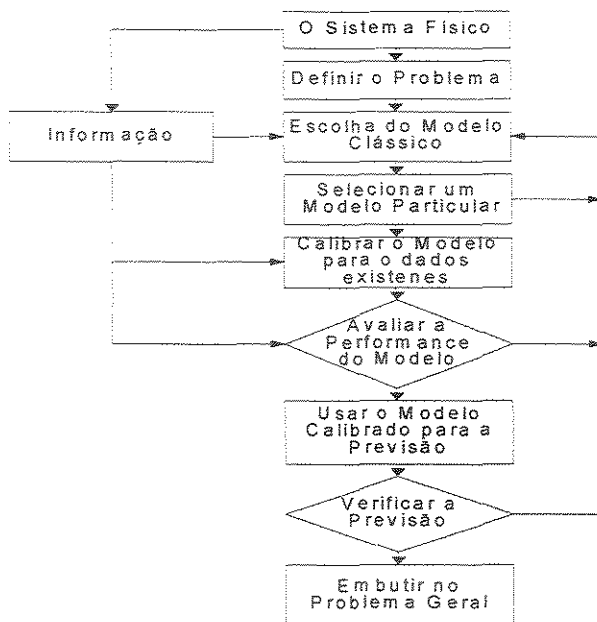 O Sistema Físico
Definir o Problema
Informação
Escolha do Modelo
Clássico
Selecionar um
Modelo Particular
Calibrar o Modelo
para o dados
existenes
Avaliar a
Performance
do Modelo
Usar o Modelo
Calibrado para a
Previsão
Verificar a
Previsão
Embutir no
Problema Geral